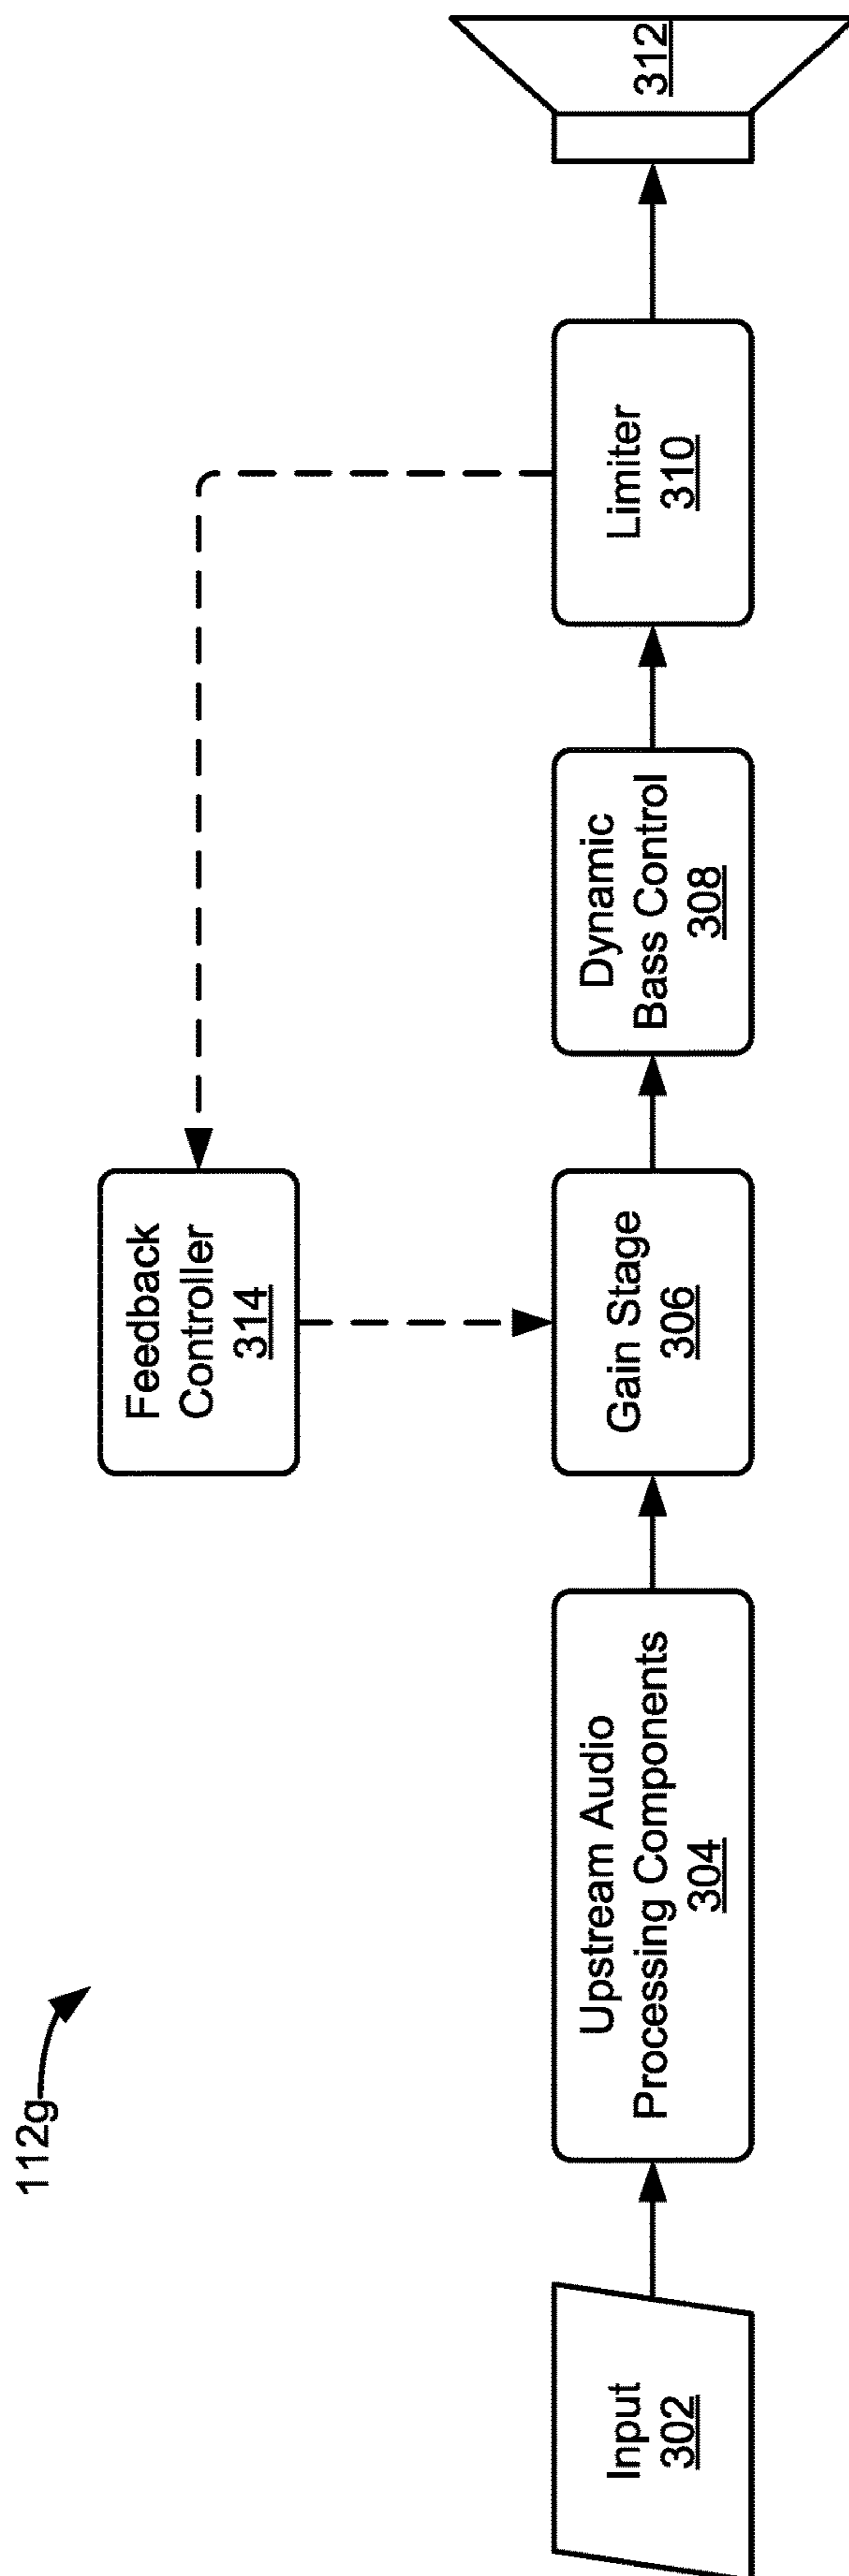 112g
Feedback
Controller
314
Input
302
Upstream Audio
Processing Components
304
Gain Stage
306
Dynamic
Bass Control
308
Limiter
310
312